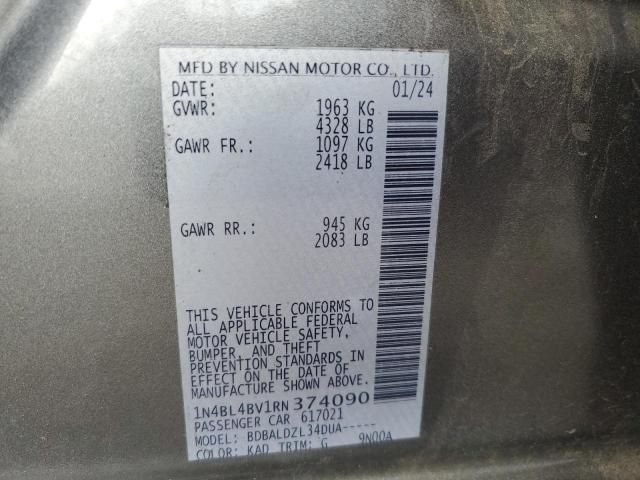 MFD BY NISSAN MOTOR CO., LTD.
DATE: 01/24
GVWR: 1963 KG
4328 LB
GAWR FR.: 1097 KG
2418 LB
GAWR RR.: 945 KG
2083 LB
THIS VEHICLE CONFORMS TO
ALL APPLICABLE FEDERAL
MOTOR VEHICLE SAFETY,
BUMPER, AND THEFT
PREVENTION STANDARDS IN
EFFECT ON THE DATE OF
MANUFACTURE SHOWN ABOVE.
1N4BL4BV1RN374090
PASSENGER CAR 617021
MODEL: BDBALDZL34DUA-----
COLOR: KAD TRIM: G 9N00A